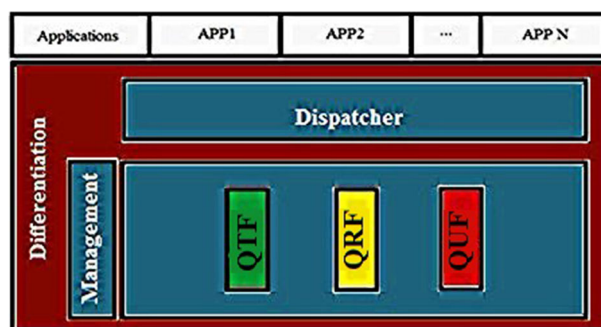 Applications APP1 APP2 ... APP N
Dispatcher
Differentiation
Management
QTF QRF QUF